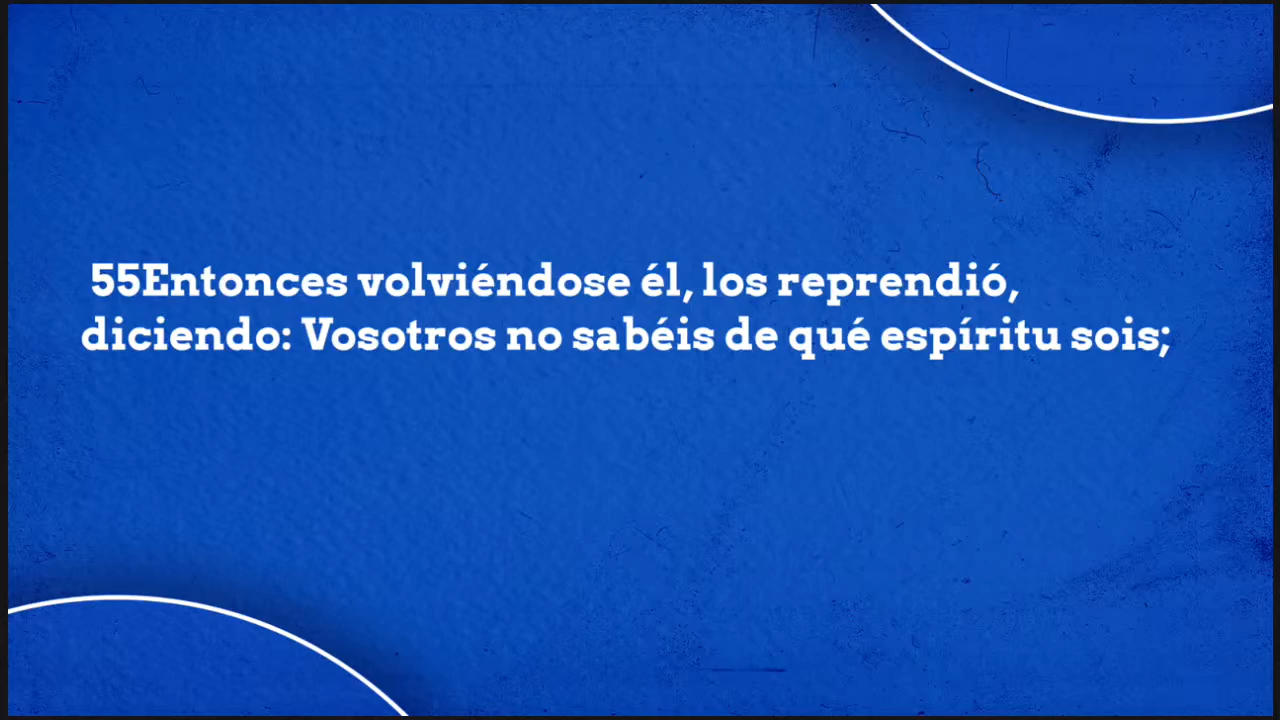 55Entonces volviéndose él, los reprendió,
diciendo: Vosotros no sabéis de qué espíritu sois;